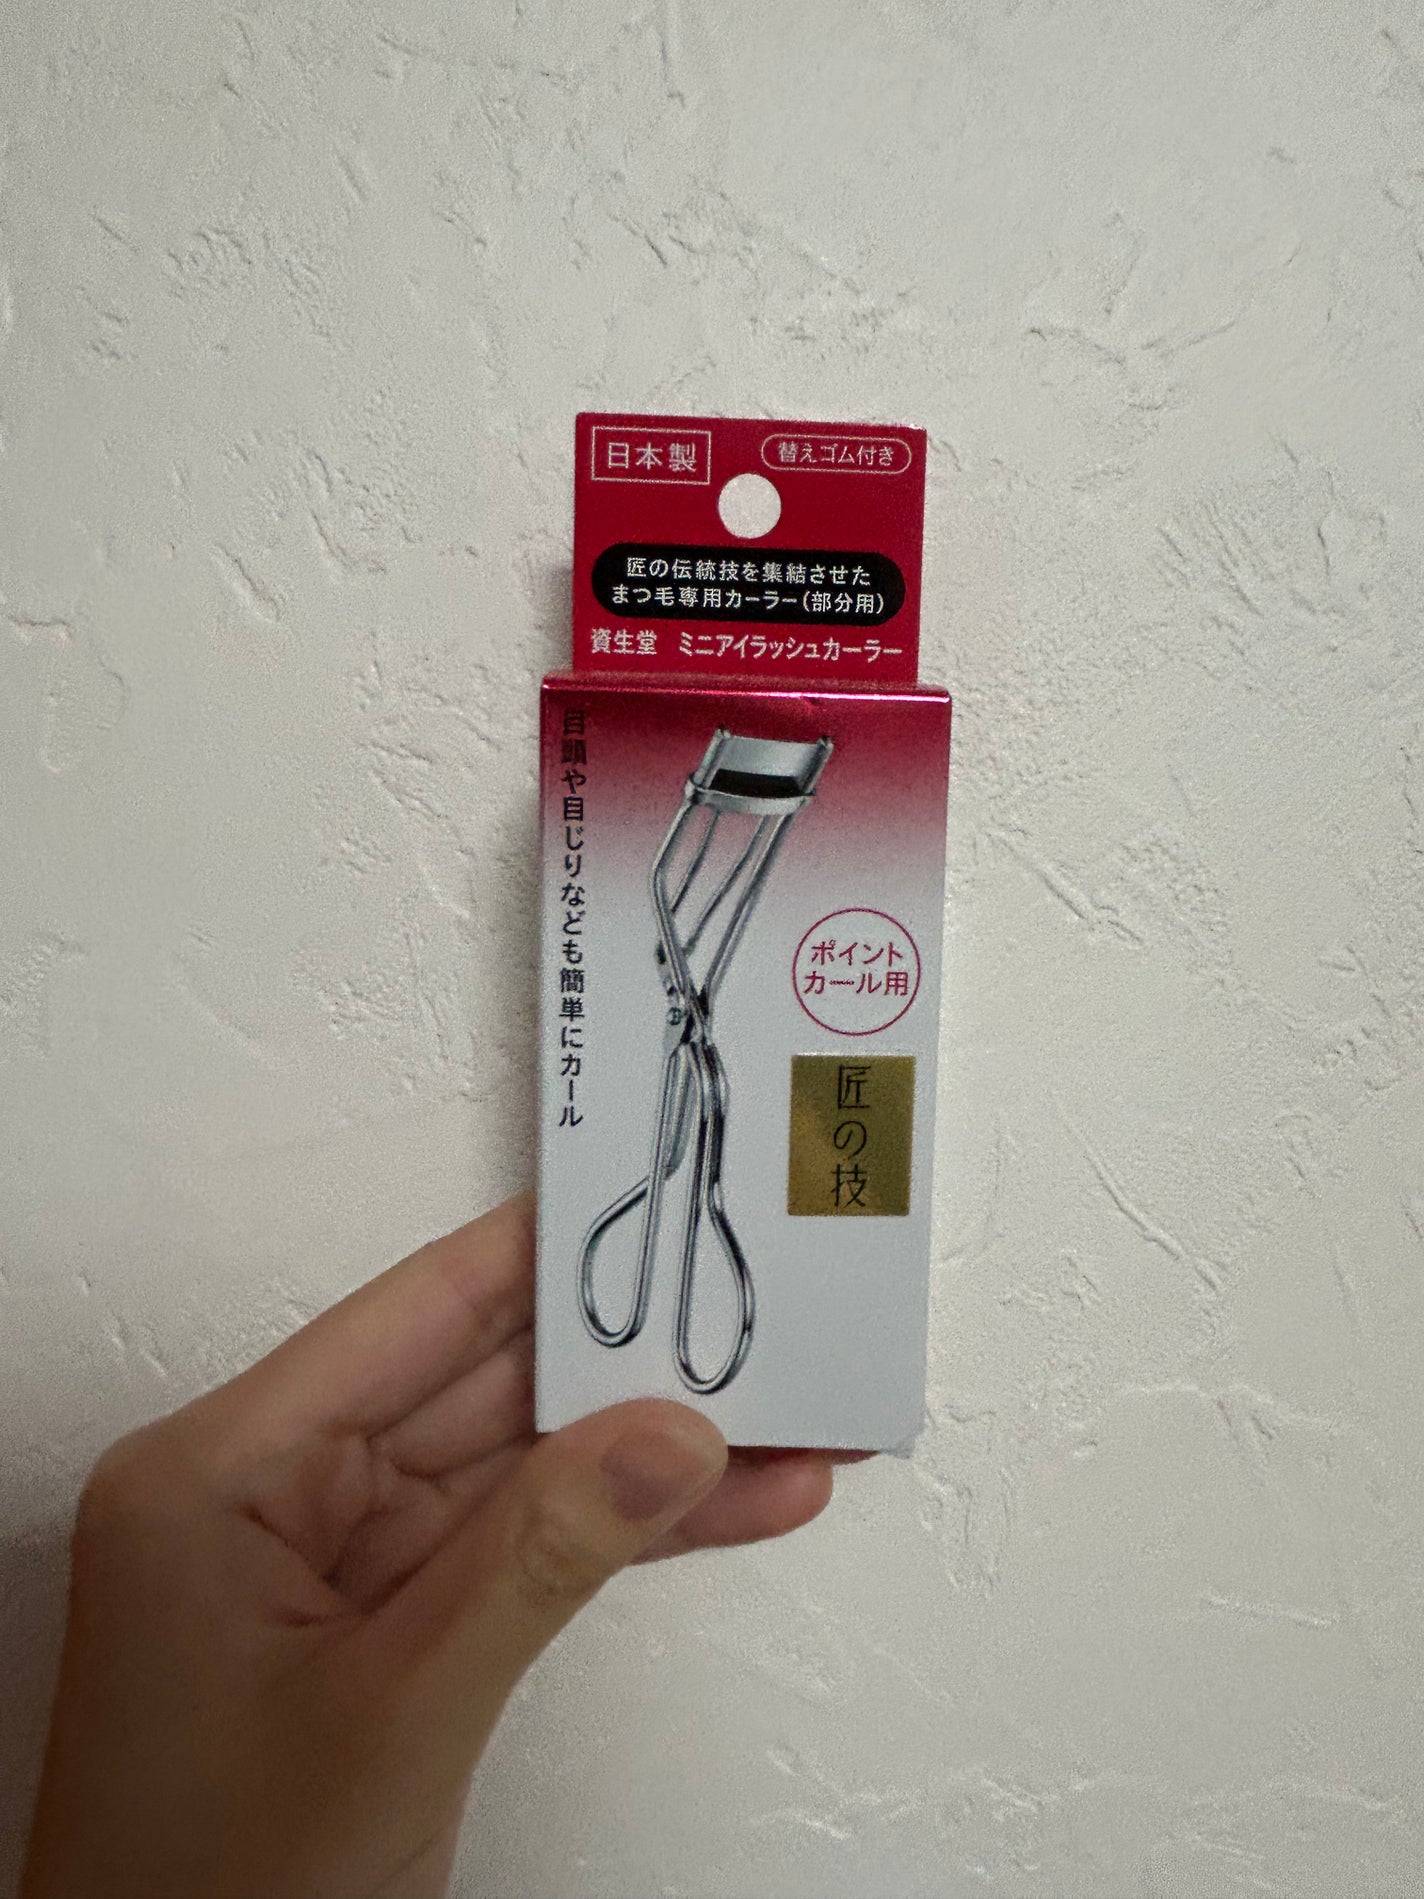 日本製
替えゴム付き
匠の伝統技を集結させた
まつ毛専用カーラー(部分用)
資生堂 ミニアイラッシュカーラー
目頭や目じりなども簡単にカール
ポイント
カール用
匠の技